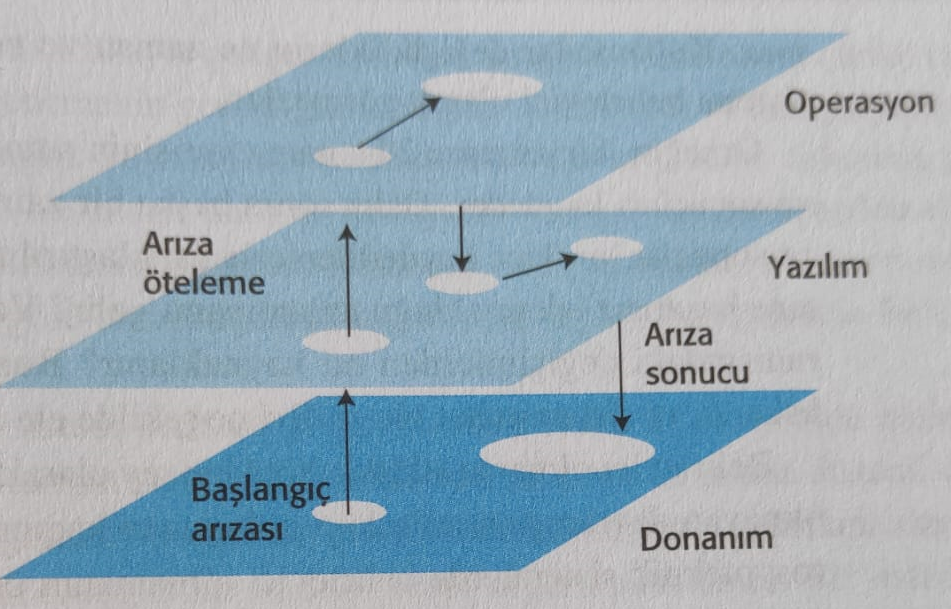 Operasyon
Arıza
öteleme
Yazılım
Arıza
sonucu
Başlangıç
arızası
Donanım